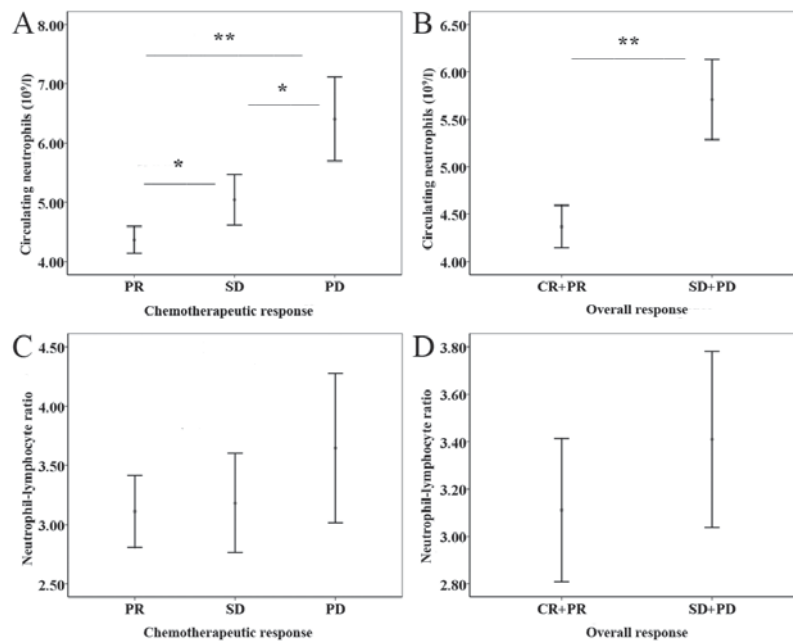 A
Circulating neutrophils (10⁹/l)
8.00
7.00
6.00
5.00
4.00
**
*
*
PR
SD
PD
Chemotherapeutic response
B
Circulating neutrophils (10⁹/l)
6.50
6.00
5.50
5.00
4.50
4.00
**
CR+PR
SD+PD
Overall response
C
Neutrophil-lymphocyte ratio
4.50
4.00
3.50
3.00
2.50
PR
SD
PD
Chemotherapeutic response
D
Neutrophil-lymphocyte ratio
3.80
3.60
3.40
3.20
3.00
2.80
CR+PR
SD+PD
Overall response